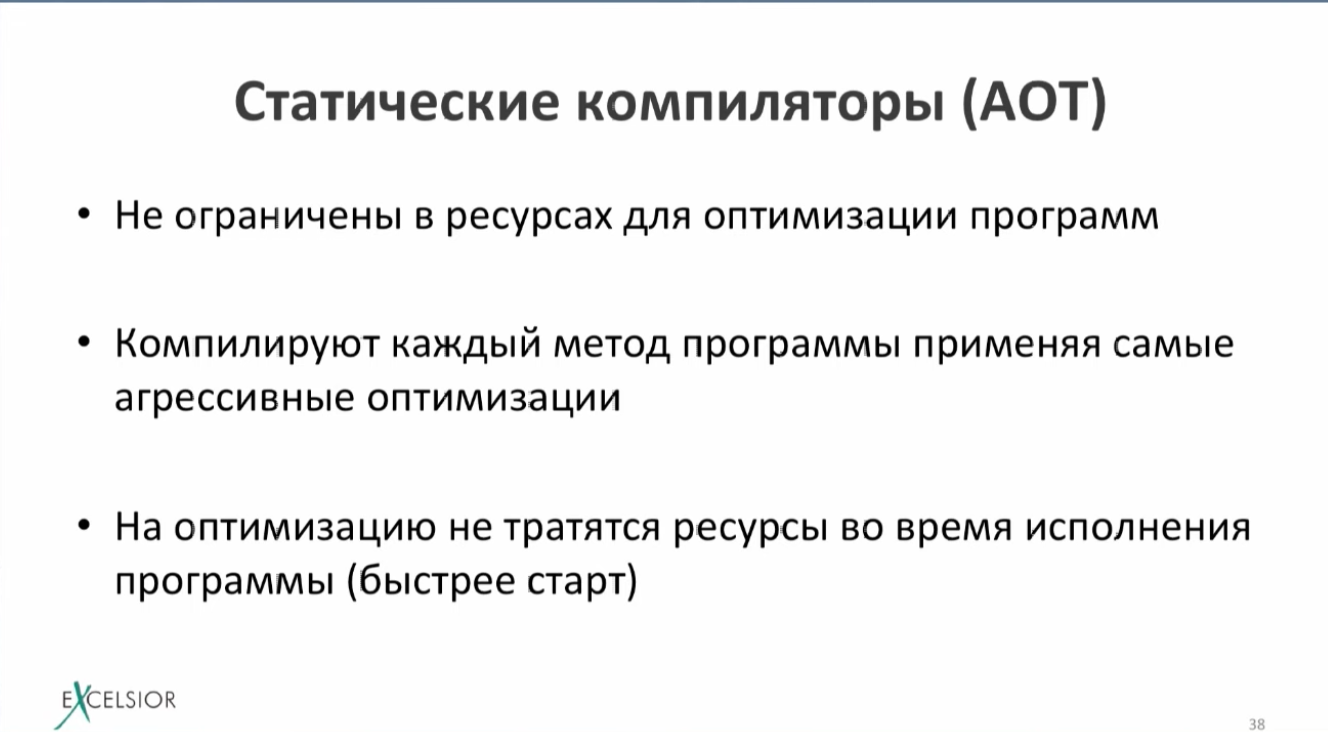 Статические компиляторы (AOT)
• Не ограничены в ресурсах для оптимизации программ
• Компилируют каждый метод программы применяя самые
агрессивные оптимизации
• На оптимизацию не тратятся ресурсы во время исполнения
программы (быстрее старт)
EXCELSIOR
38